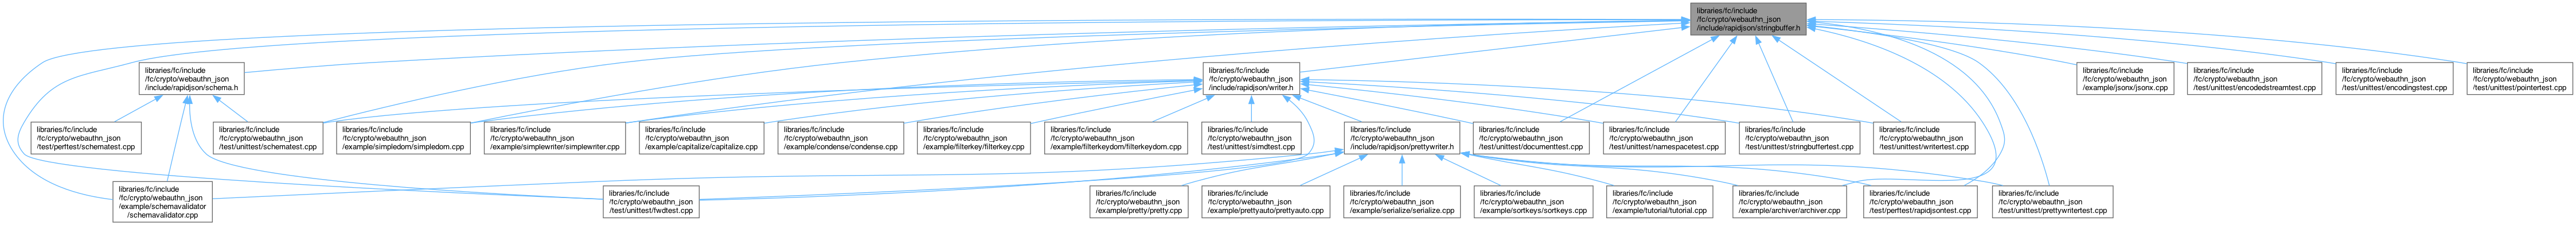 libraries/fc/include
/fc/crypto/webauthn_json
/include/rapidjson/stringbuffer.h
libraries/fc/include
/fc/crypto/webauthn_json
/include/rapidjson/schema.h
libraries/fc/include
/fc/crypto/webauthn_json
/include/rapidjson/writer.h
libraries/fc/include
/fc/crypto/webauthn_json
/example/jsonx/jsonx.cpp
libraries/fc/include
/fc/crypto/webauthn_json
/test/unittest/encodedstreamtest.cpp
libraries/fc/include
/fc/crypto/webauthn_json
/test/unittest/encodingstest.cpp
libraries/fc/include
/fc/crypto/webauthn_json
/test/unittest/pointertest.cpp
libraries/fc/include
/fc/crypto/webauthn_json
/test/perftest/schematest.cpp
libraries/fc/include
/fc/crypto/webauthn_json
/test/unittest/schematest.cpp
libraries/fc/include
/fc/crypto/webauthn_json
/example/simpledom/simpledom.cpp
libraries/fc/include
/fc/crypto/webauthn_json
/example/simplewriter/simplewriter.cpp
libraries/fc/include
/fc/crypto/webauthn_json
/example/capitalize/capitalize.cpp
libraries/fc/include
/fc/crypto/webauthn_json
/example/condense/condense.cpp
libraries/fc/include
/fc/crypto/webauthn_json
/example/filterkey/filterkey.cpp
libraries/fc/include
/fc/crypto/webauthn_json
/example/filterkeydom/filterkeydom.cpp
libraries/fc/include
/fc/crypto/webauthn_json
/test/unittest/simdtest.cpp
libraries/fc/include
/fc/crypto/webauthn_json
/include/rapidjson/prettywriter.h
libraries/fc/include
/fc/crypto/webauthn_json
/test/unittest/documenttest.cpp
libraries/fc/include
/fc/crypto/webauthn_json
/test/unittest/namespacetest.cpp
libraries/fc/include
/fc/crypto/webauthn_json
/test/unittest/stringbuffertest.cpp
libraries/fc/include
/fc/crypto/webauthn_json
/test/unittest/writertest.cpp
libraries/fc/include
/fc/crypto/webauthn_json
/example/schemavalidator
/schemavalidator.cpp
libraries/fc/include
/fc/crypto/webauthn_json
/test/unittest/fwdtest.cpp
libraries/fc/include
/fc/crypto/webauthn_json
/example/pretty/pretty.cpp
libraries/fc/include
/fc/crypto/webauthn_json
/example/prettyauto/prettyauto.cpp
libraries/fc/include
/fc/crypto/webauthn_json
/example/serialize/serialize.cpp
libraries/fc/include
/fc/crypto/webauthn_json
/example/sortkeys/sortkeys.cpp
libraries/fc/include
/fc/crypto/webauthn_json
/example/tutorial/tutorial.cpp
libraries/fc/include
/fc/crypto/webauthn_json
/example/archiver/archiver.cpp
libraries/fc/include
/fc/crypto/webauthn_json
/test/perftest/rapidjsontest.cpp
libraries/fc/include
/fc/crypto/webauthn_json
/test/unittest/prettywritertest.cpp